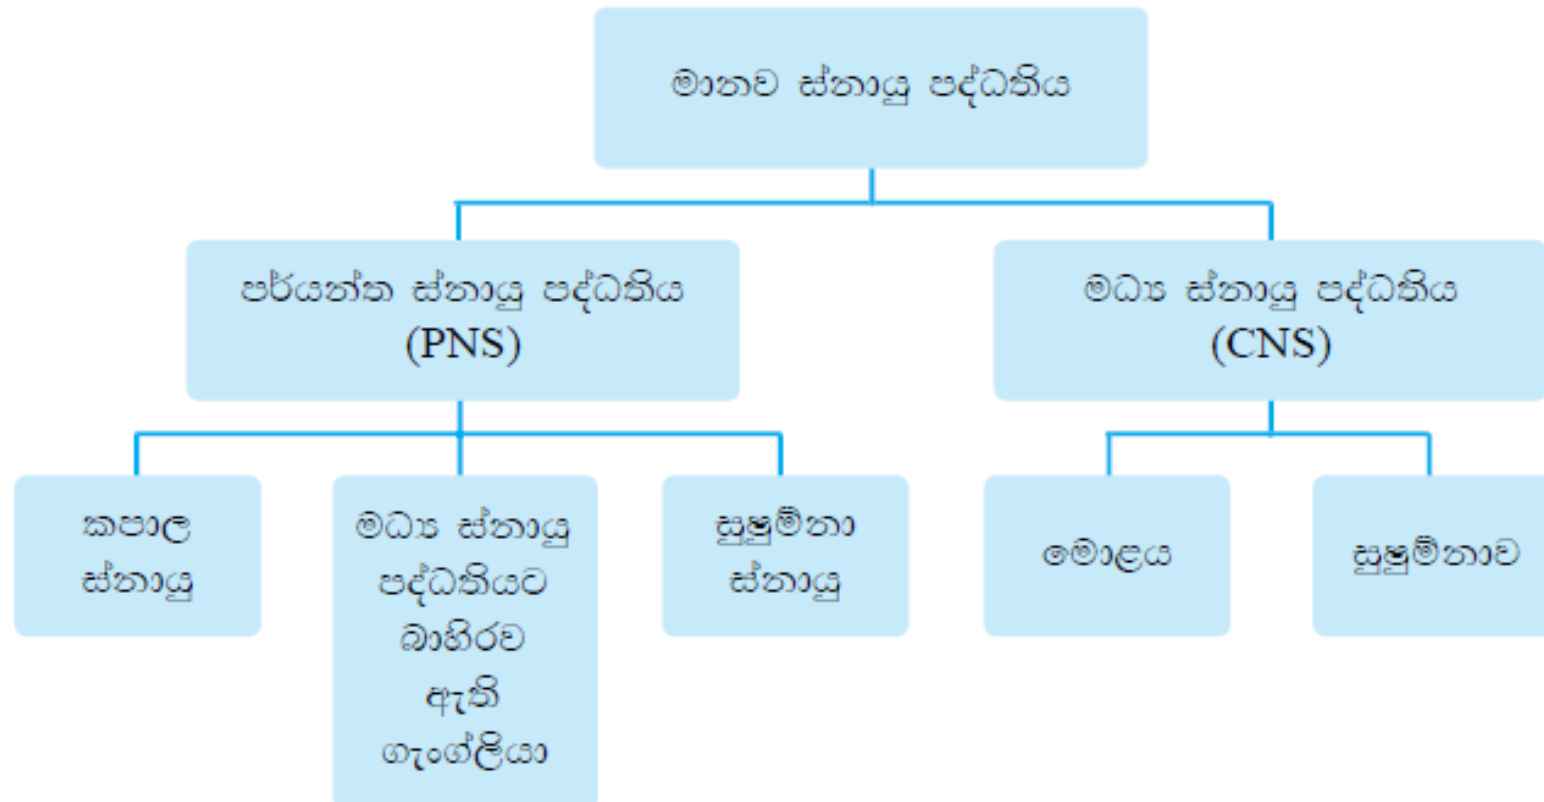 මානව ස්නායු පද්ධතිය
පර්යන්ත ස්නායු පද්ධතිය
(PNS)
මධ්‍ය ස්නායු පද්ධතිය
(CNS)
කපාල
ස්නායු
මධ්‍ය ස්නායු
පද්ධතියට
බාහිරව
ඇති
ගැංග්ලියා
සුෂුම්නා
ස්නායු
මොළය
සුෂුම්නාව